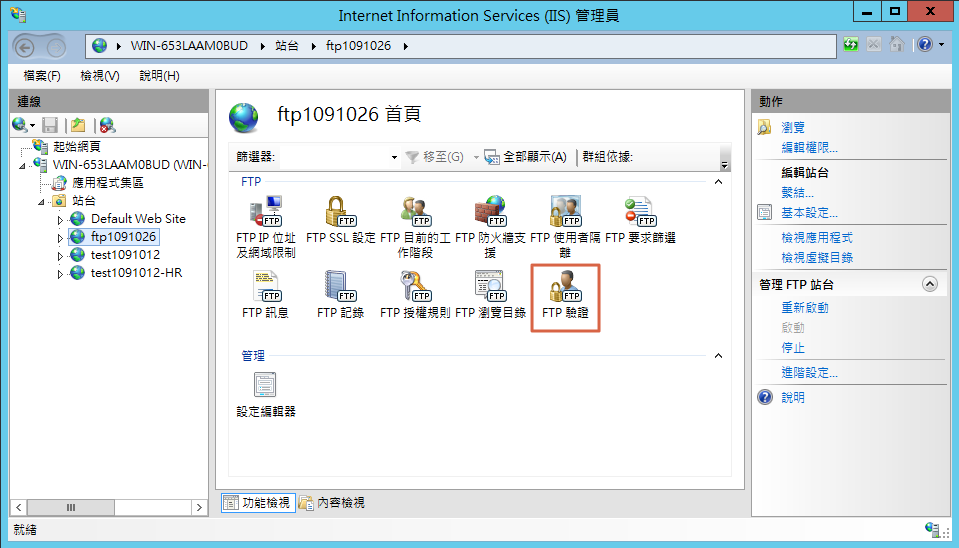 Internet Information Services (IIS) 管理員
WIN-653LAAM0BUD
站台
ftp1091026
檔案(F)
檢視(V)
說明(H)
連線
起始網頁
WIN-653LAAM0BUD (WIN-
應用程式集區
站台
Default Web Site
ftp1091026
test1091012
test1091012-HR
ftp1091026 首頁
篩選器:
移至(G)
全部顯示(A)
群組依據:
FTP
FTP IP 位址
及網域限制
FTP SSL 設定
FTP 目前的工
作階段
FTP 防火牆支
援
FTP 使用者隔
離
FTP 要求篩選
FTP 訊息
FTP 記錄
FTP 授權規則
FTP 瀏覽目錄
FTP 驗證
管理
設定編輯器
功能檢視
內容檢視
動作
瀏覽
編輯權限...
編輯站台
繫結...
基本設定...
檢視應用程式
檢視虛擬目錄
管理 FTP 站台
重新啟動
啟動
停止
進階設定...
說明
就緒